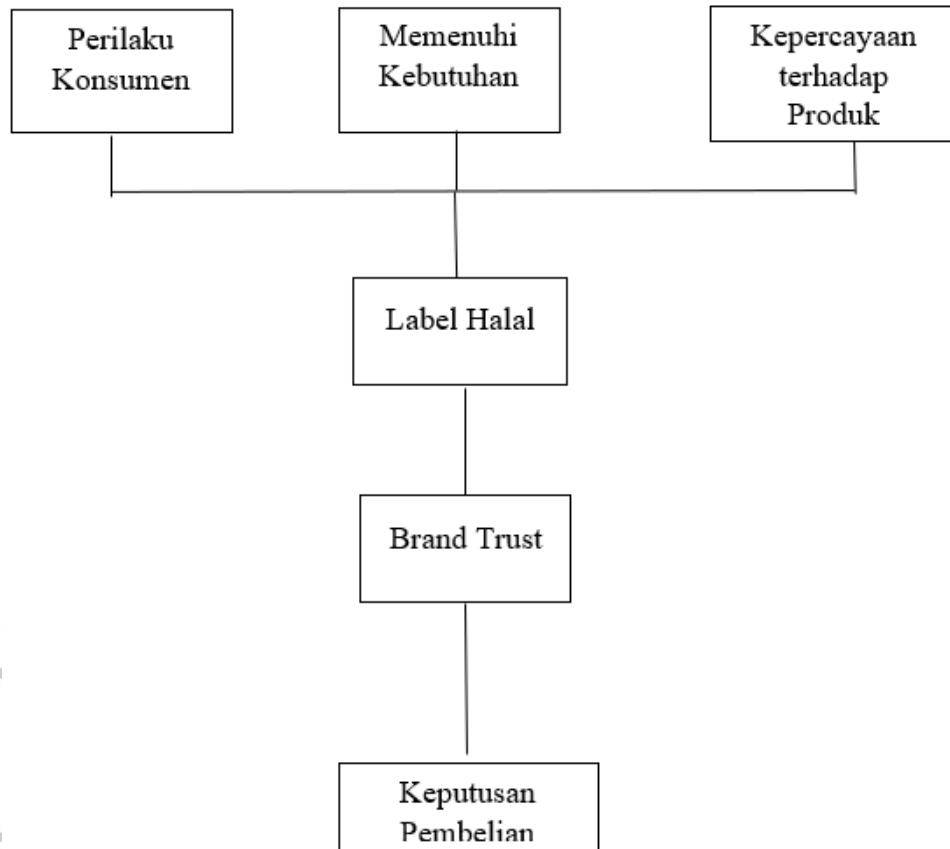 Perilaku
Konsumen
Memenuhi
Kebutuhan
Kepercayaan
terhadap
Produk
Label Halal
Brand Trust
Keputusan
Pembelian